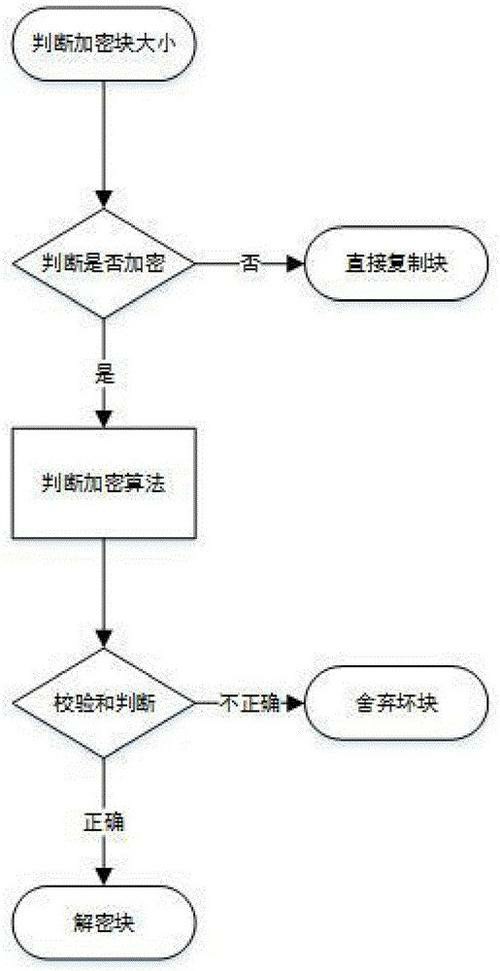 判断加密块大小
判断是否加密
否
直接复制块
是
判断加密算法
校验和判断
不正确
舍弃坏块
正确
解密块